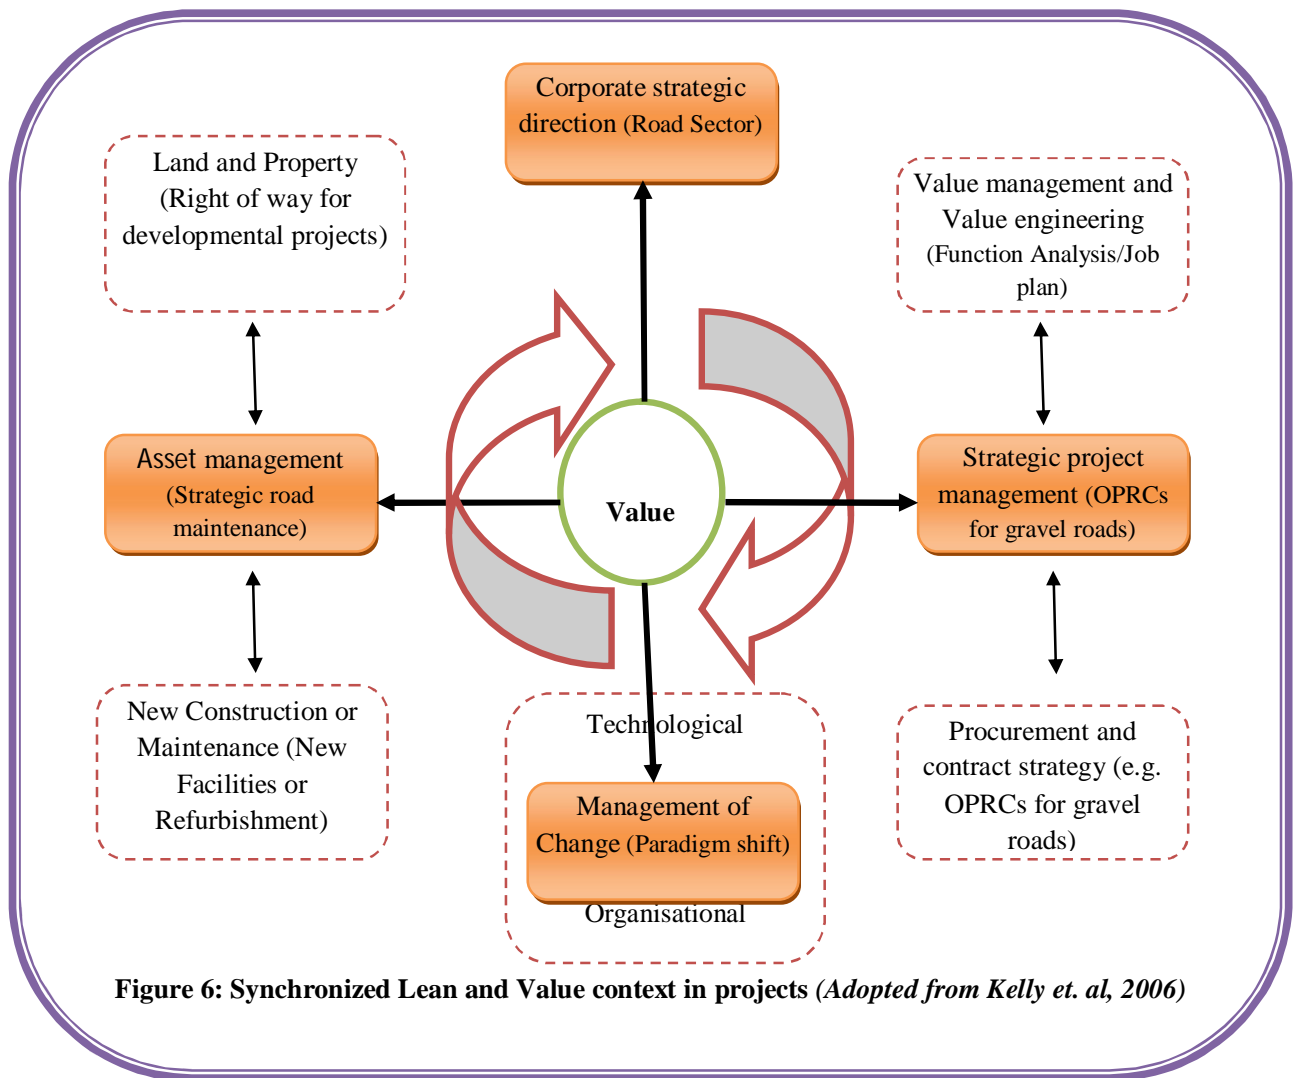 Corporate strategic
direction (Road Sector)
Land and Property
(Right of way for
developmental projects)
Value management and
Value engineering
(Function Analysis/Job
plan)
Asset management
(Strategic road
maintenance)
Value
Strategic project
management (OPRCs
for gravel roads)
New Construction or
Maintenance (New
Facilities or
Refurbishment)
Technological
Management of
Change (Paradigm shift)
Organisational
Procurement and
contract strategy (e.g.
OPRCs for gravel
roads)
Figure 6: Synchronized Lean and Value context in projects (Adopted from Kelly et. al, 2006)